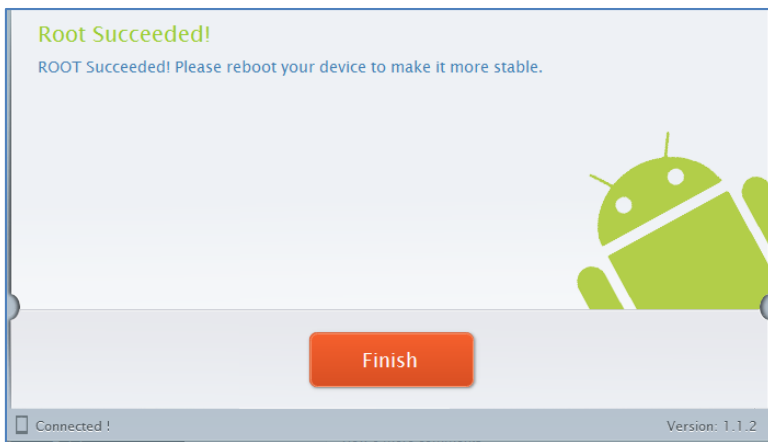 Root Succeeded!
ROOT Succeeded! Please reboot your device to make it more stable.
Finish
Connected !
Version: 1.1.2